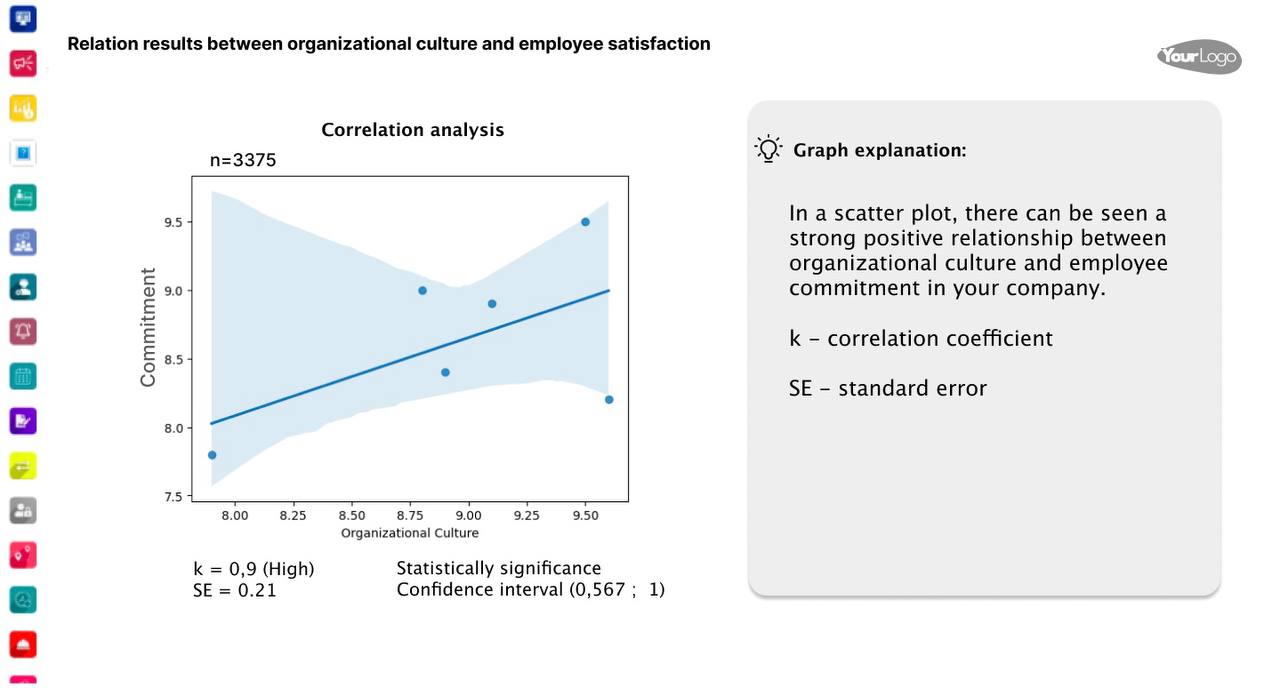 Relation results between organizational culture and employee satisfaction
YourLogo
Correlation analysis
n=3375
9.5
9.0
8.5
8.0
7.5
Commitment
8.00 8.25 8.50 8.75 9.00 9.25 9.50
Organizational Culture
k = 0,9 (High)
SE = 0.21
Statistically significance
Confidence interval (0,567 ; 1)
Graph explanation:
In a scatter plot, there can be seen a
strong positive relationship between
organizational culture and employee
commitment in your company.
k – correlation coefficient
SE – standard error